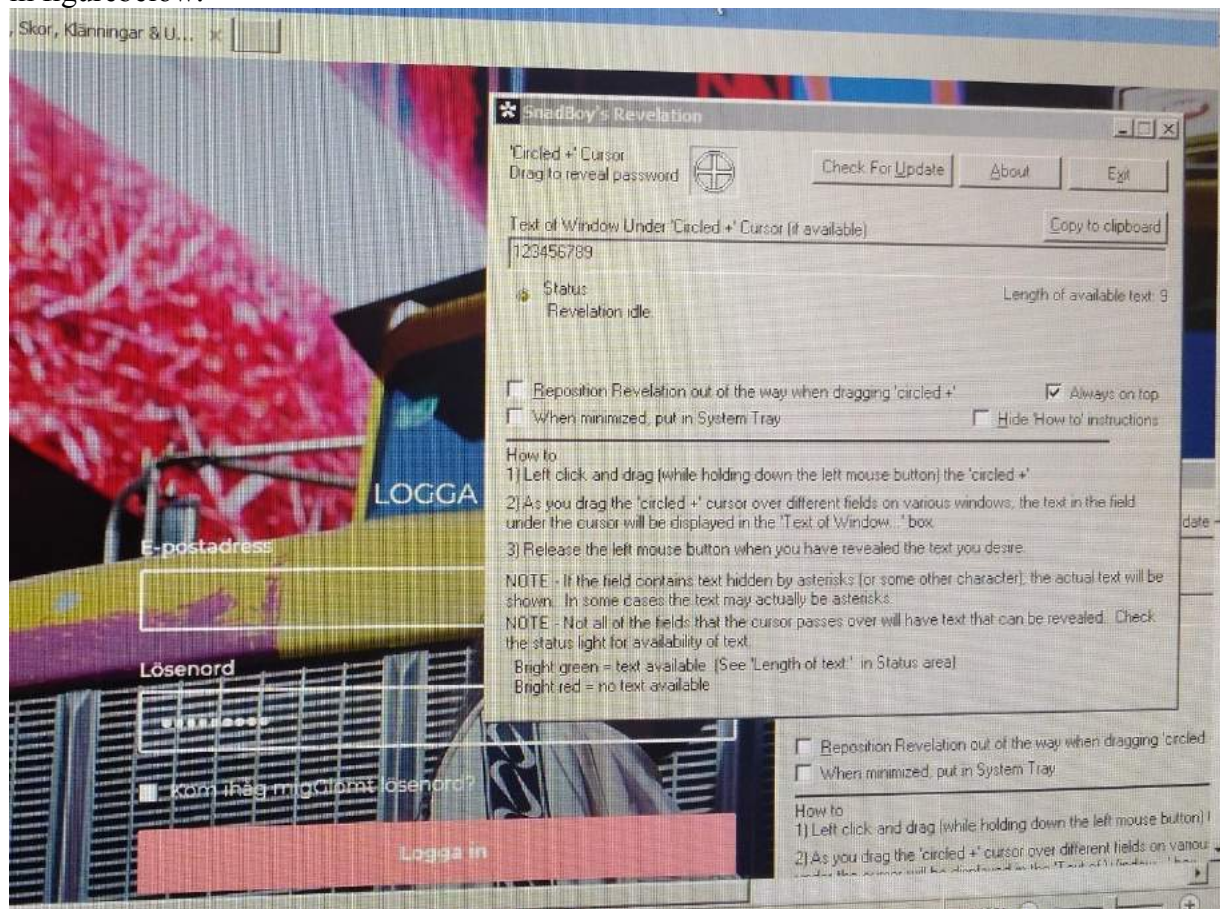 in figurebelow.
, Skor, Klänningar & U... x
SnadBoy's Revelation
'Circled +' Cursor
Drag to reveal password
Check For Update
About
Exit
Text of Window Under 'Circled +' Cursor (if available)
Copy to clipboard
123456789
Status
Revelation idle.
Length of available text: 9
Reposition Revelation out of the way when dragging 'circled +'
Always on top
When minimized, put in System Tray
Hide 'How to' instructions
How to
1) Left click and drag (while holding down the left mouse button) the 'circled +'
2) As you drag the 'circled +' cursor over different fields on various windows, the text in the field
under the cursor will be displayed in the 'Text of Window...' box.
3) Release the left mouse button when you have revealed the text you desire.
NOTE - If the field contains text hidden by asterisks (or some other character), the actual text will be
shown. In some cases the text may actually be asterisks.
NOTE - Not all of the fields that the cursor passes over will have text that can be revealed. Check
the status light for availability of text.
Bright green = text available (See 'Length of text:' in Status area)
Bright red = no text available
LOGGA
E-postadress
Lösenord
Kom ihåg migGlömt lösenord?
Logga in
date
Reposition Revelation out of the way when dragging 'circled
When minimized, put in System Tray
How to
1) Left click and drag (while holding down the left mouse button)
2) As you drag the 'circled +' cursor over different fields on variou